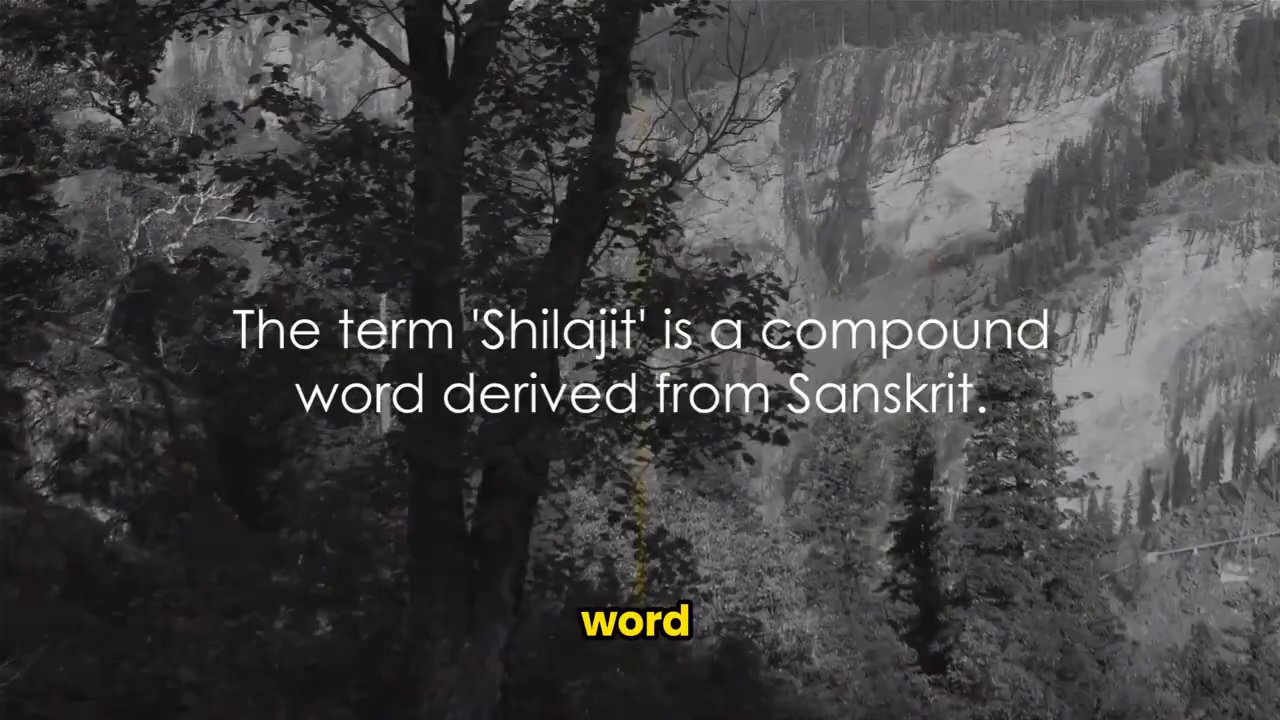 The term 'Shilajit' is a compound
word derived from Sanskrit.
word